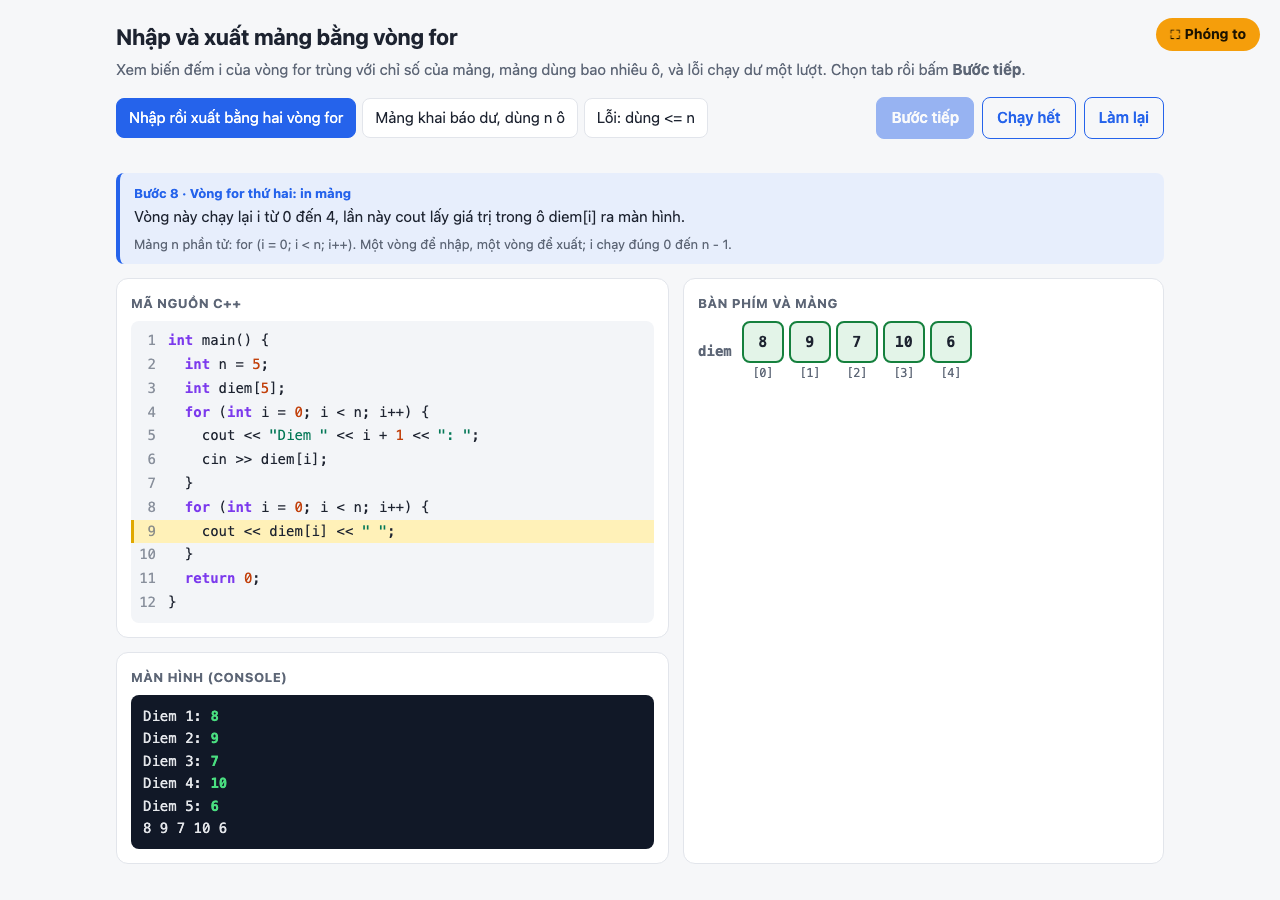 Nhập và xuất mảng bằng vòng for
⛶ Phóng to
Xem biến đếm i của vòng for trùng với chỉ số của mảng, mảng dùng bao nhiêu ô, và lỗi chạy dư một lượt. Chọn tab rồi bấm Bước tiếp.
Nhập rồi xuất bằng hai vòng for
Mảng khai báo dư, dùng n ô
Lỗi: dùng <= n
Bước tiếp
Chạy hết
Làm lại
Bước 8 · Vòng for thứ hai: in mảng
Vòng này chạy lại i từ 0 đến 4, lần này cout lấy giá trị trong ô diem[i] ra màn hình.
Mảng n phần tử: for (i = 0; i < n; i++). Một vòng để nhập, một vòng để xuất; i chạy đúng 0 đến n - 1.
MÃ NGUỒN C++
1 int main() {
2 int n = 5;
3 int diem[5];
4 for (int i = 0; i < n; i++) {
5 cout << "Diem " << i + 1 << ": ";
6 cin >> diem[i];
7 }
8 for (int i = 0; i < n; i++) {
9 cout << diem[i] << " ";
10 }
11 return 0;
12 }
MÀN HÌNH (CONSOLE)
Diem 1: 8
Diem 2: 9
Diem 3: 7
Diem 4: 10
Diem 5: 6
8 9 7 10 6
BÀN PHÍM VÀ MẢNG
diem 8 9 7 10 6
[0] [1] [2] [3] [4]